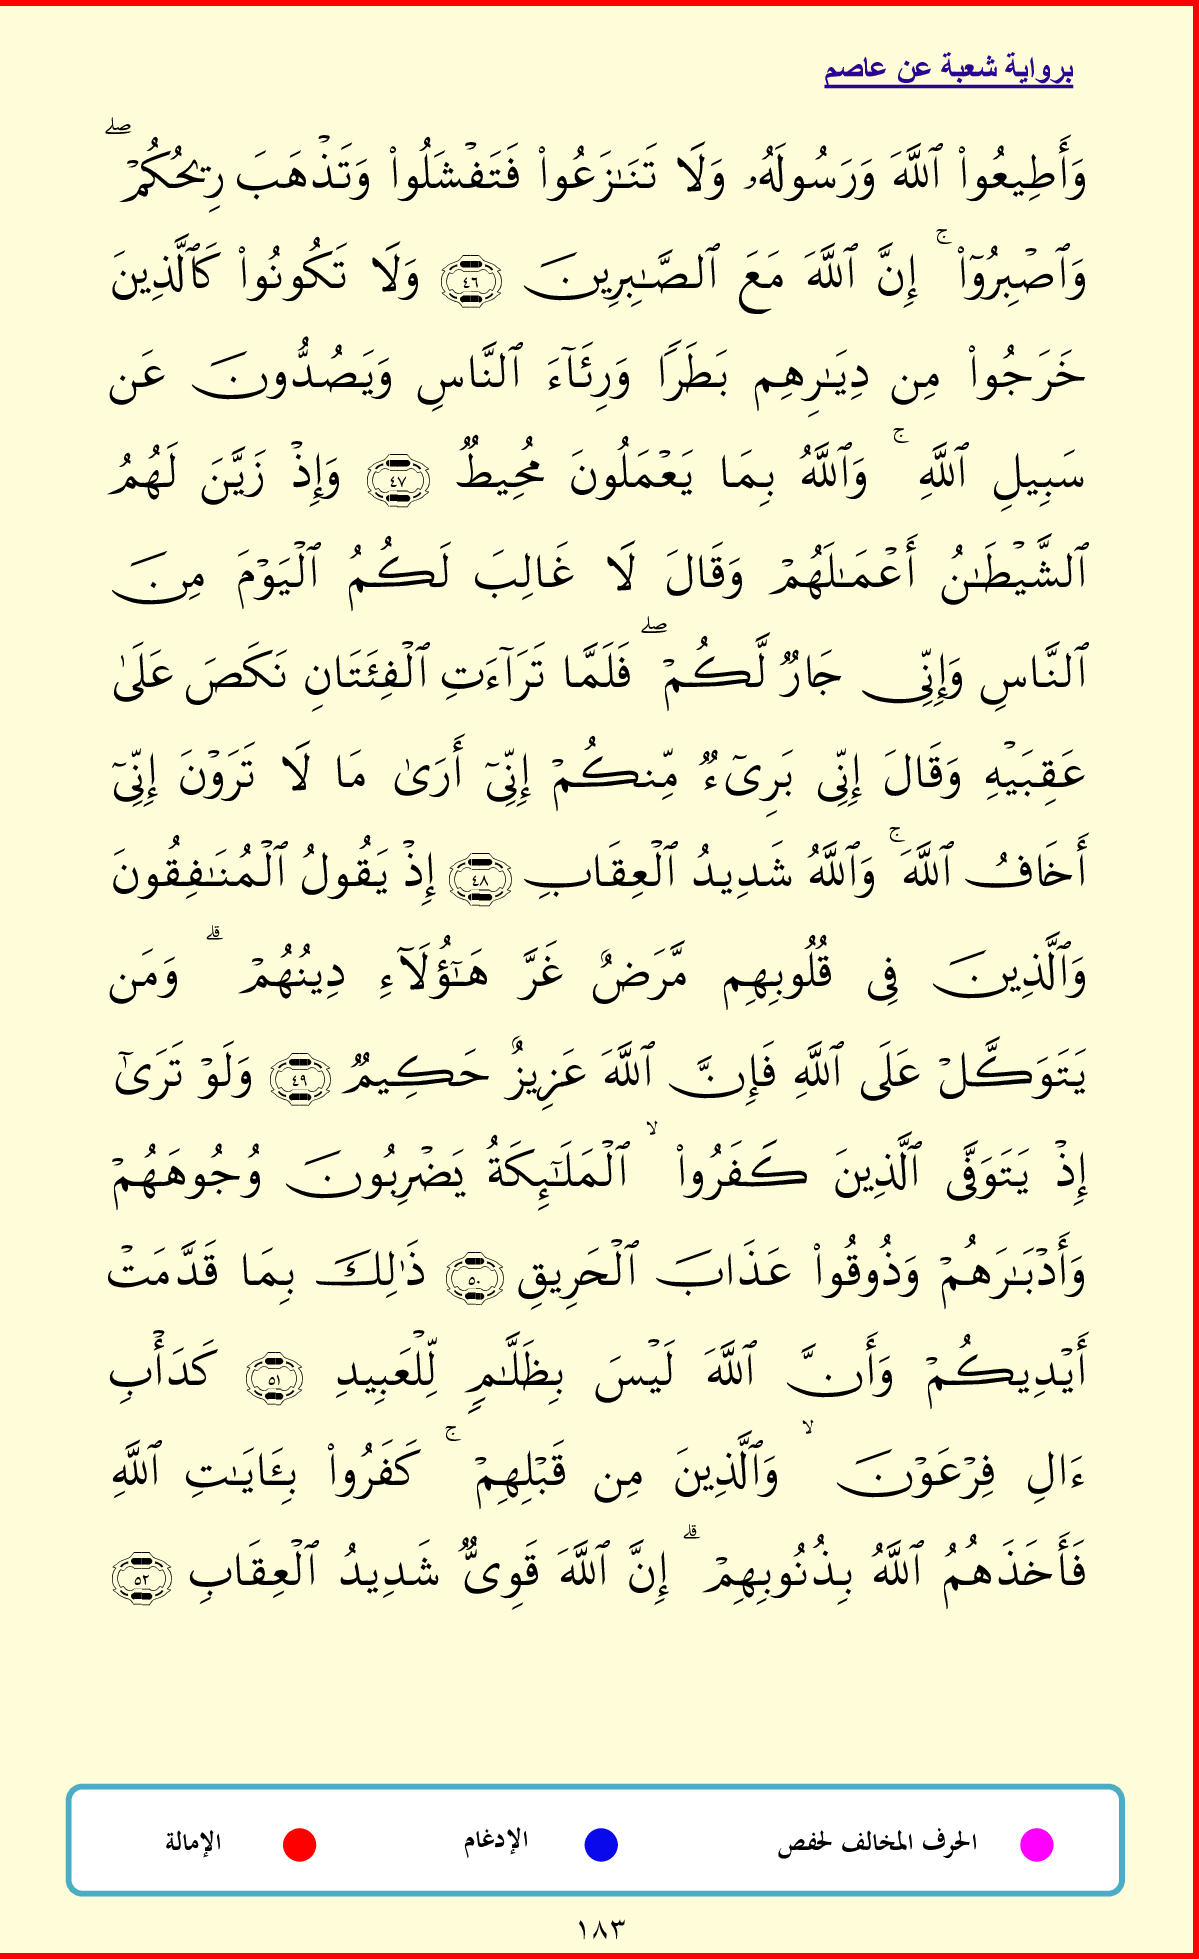 برواية شعبة عن عاصم
وَأَطِيعُواْ ٱللَّهَ وَرَسُولَهُۥ وَلَا تَنَٰزَعُواْ فَتَفۡشَلُواْ وَتَذۡهَبَ رِيحُكُمۡۖ
وَٱصۡبِرُوٓاْۚ إِنَّ ٱللَّهَ مَعَ ٱلصَّٰبِرِينَ ٤٦ وَلَا تَكُونُواْ كَٱلَّذِينَ
خَرَجُواْ مِن دِيَٰرِهِم بَطَرٗا وَرِئَآءَ ٱلنَّاسِ وَيَصُدُّونَ عَن
سَبِيلِ ٱللَّهِۚ وَٱللَّهُ بِمَا يَعۡمَلُونَ مُحِيطٞ ٤٧ وَإِذۡ زَيَّنَ لَهُمُ
ٱلشَّيۡطَٰنُ أَعۡمَٰلَهُمۡ وَقَالَ لَا غَالِبَ لَكُمُ ٱلۡيَوۡمَ مِنَ
ٱلنَّاسِ وَإِنِّي جَارٞ لَّكُمۡۖ فَلَمَّا تَرَآءَتِ ٱلۡفِئَتَانِ نَكَصَ عَلَىٰ
عَقِبَيۡهِ وَقَالَ إِنِّي بَرِيٓءٞ مِّنكُمۡ إِنِّيٓ أَرَىٰ مَا لَا تَرَوۡنَ إِنِّيٓ
أَخَافُ ٱللَّهَۚ وَٱللَّهُ شَدِيدُ ٱلۡعِقَابِ ٤٨ إِذۡ يَقُولُ ٱلۡمُنَٰفِقُونَ
وَٱلَّذِينَ فِي قُلُوبِهِم مَّرَضٌ غَرَّ هَٰٓؤُلَآءِ دِينُهُمۡۗ وَمَن
يَتَوَكَّلۡ عَلَى ٱللَّهِ فَإِنَّ ٱللَّهَ عَزِيزٌ حَكِيمٞ ٤٩ وَلَوۡ تَرَىٰٓ
إِذۡ يَتَوَفَّى ٱلَّذِينَ كَفَرُواْۙ ٱلۡمَلَٰٓئِكَةُ يَضۡرِبُونَ وُجُوهَهُمۡ
وَأَدۡبَٰرَهُمۡ وَذُوقُواْ عَذَابَ ٱلۡحَرِيقِ ٥٠ ذَٰلِكَ بِمَا قَدَّمَتۡ
أَيۡدِيكُمۡ وَأَنَّ ٱللَّهَ لَيۡسَ بِظَلَّٰمٖ لِّلۡعَبِيدِ ٥١ كَدَأۡبِ
ءَالِ فِرۡعَوۡنَۙ وَٱلَّذِينَ مِن قَبۡلِهِمۡۚ كَفَرُواْ بِـَٔايَٰتِ ٱللَّهِ
فَأَخَذَهُمُ ٱللَّهُ بِذُنُوبِهِمۡۗ إِنَّ ٱللَّهَ قَوِيّٞ شَدِيدُ ٱلۡعِقَابِ ٥٢
الحرف المخالف لحفص الإدغام الإمالة
١٨٣